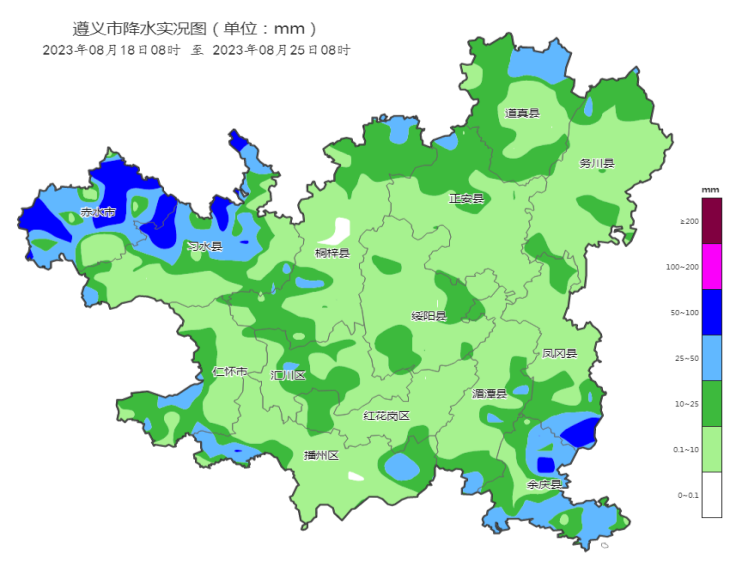 遵义市降水实况图（单位：mm）
2023年08月18日08时 至 2023年08月25日08时
道真县
务川县
正安县
赤水市
习水县
桐梓县
绥阳县
凤冈县
仁怀市
汇川区
湄潭县
红花岗区
播州区
余庆县
mm
≥200
100~200
50~100
25~50
10~25
0.1~10
0~0.1